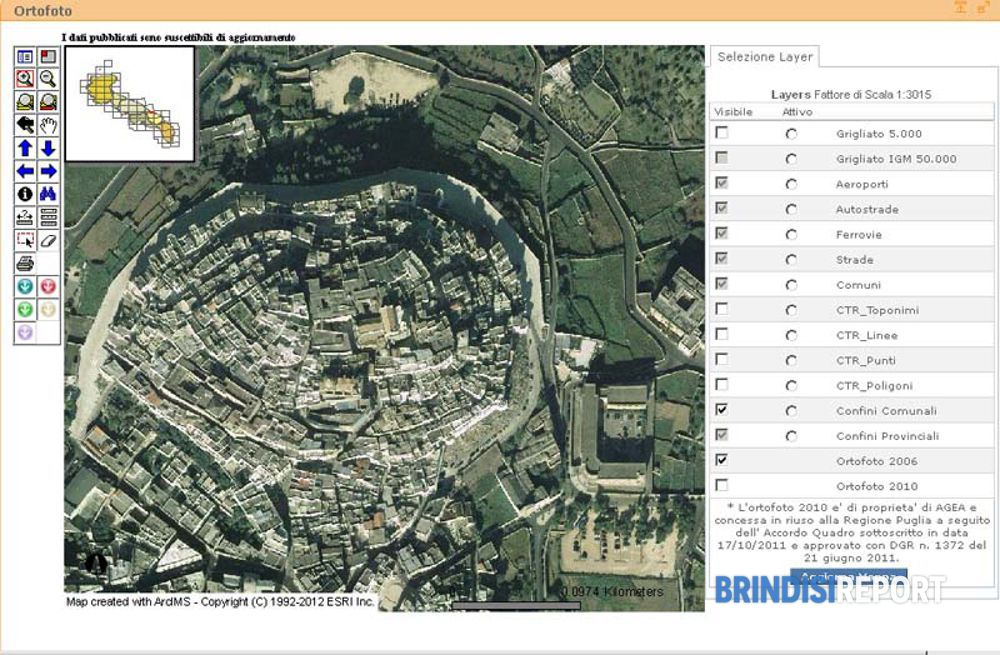 Ortofoto
I dati pubblicati sono suscettibili di aggiornamento
Selezione Layer
Layers Fattore di Scala 1:3015
Visibile Attivo
Grigliato 5.000
Grigliato IGM 50.000
Aeroporti
Autostrade
Ferrovie
Strade
Comuni
CTR_Toponimi
CTR_Linee
CTR_Punti
CTR_Poligoni
Confini Comunali
Confini Provinciali
Ortofoto 2006
Ortofoto 2010
* L'ortofoto 2010 e' di proprieta' di AGEA e
concessa in riuso alla Regione Puglia a seguito
dell' Accordo Quadro sottoscritto in data
17/10/2011 e approvato con DGR n. 1372 del
21 giugno 2011.
BRINDISIREPORT
0.0974 Kilometers
Map created with ArcIMS - Copyright (C) 1992-2012 ESRI Inc.